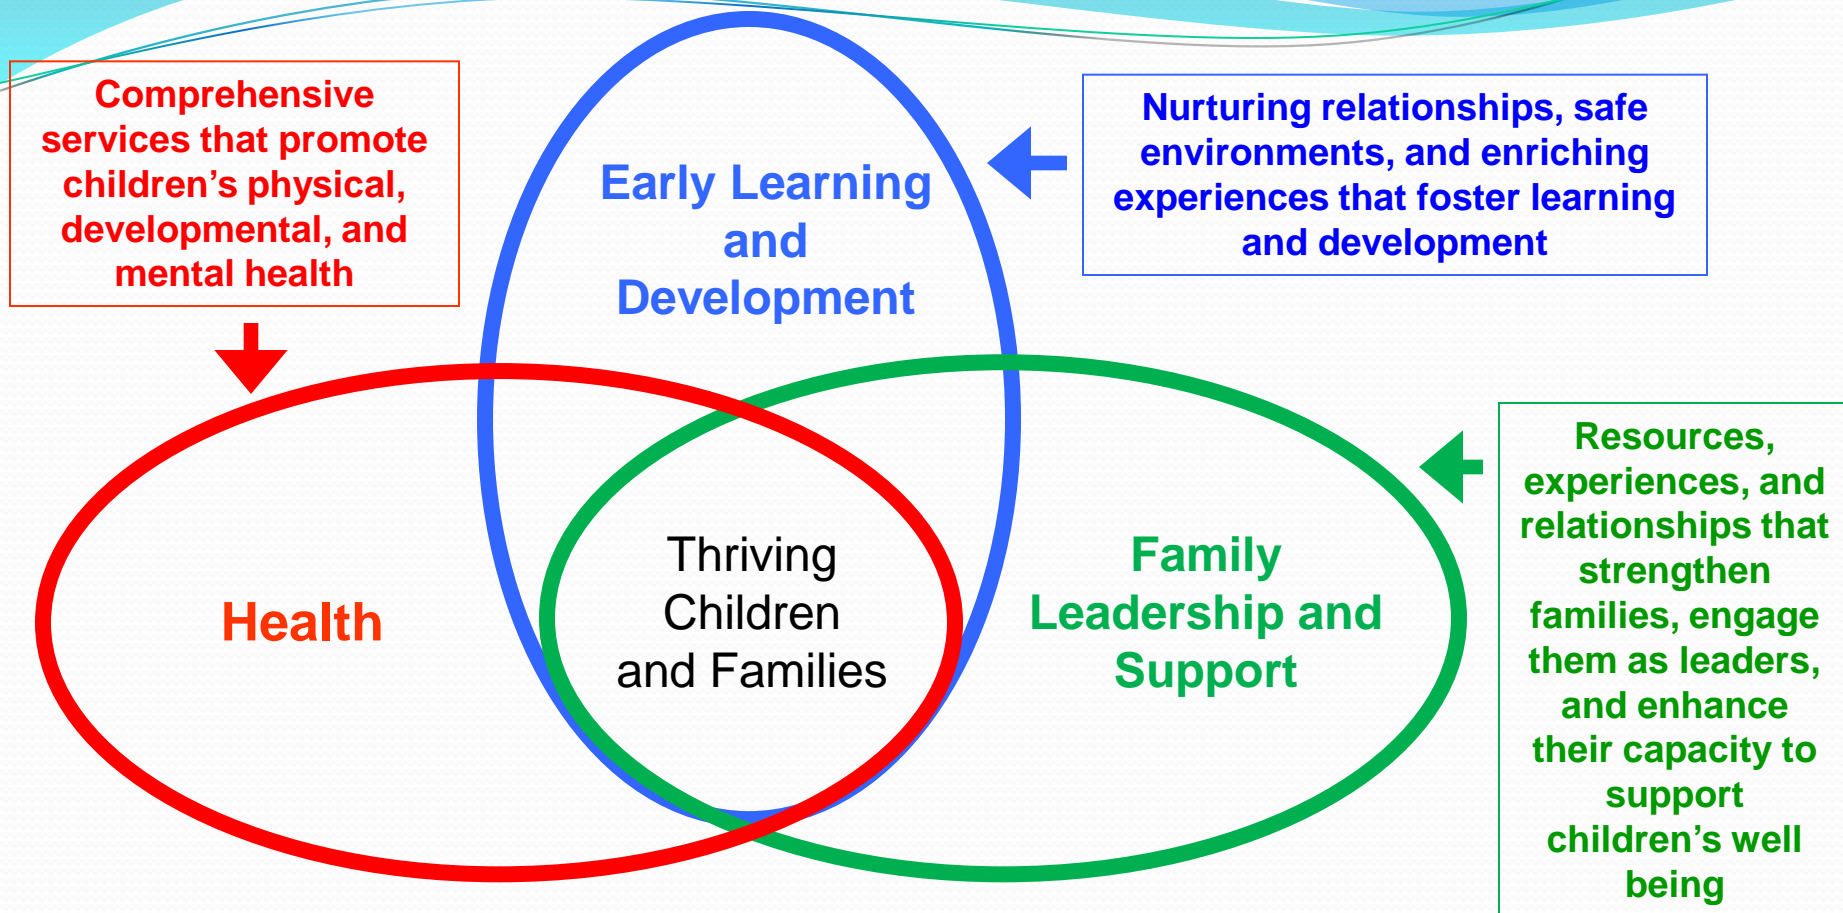 Comprehensive
services that promote
children’s physical,
developmental, and
mental health
Early Learning
and
Development
Nurturing relationships, safe
environments, and enriching
experiences that foster learning
and development
Health
Thriving
Children
and Families
Family
Leadership and
Support
Resources,
experiences, and
relationships that
strengthen
families, engage
them as leaders,
and enhance
their capacity to
support
children’s well
being